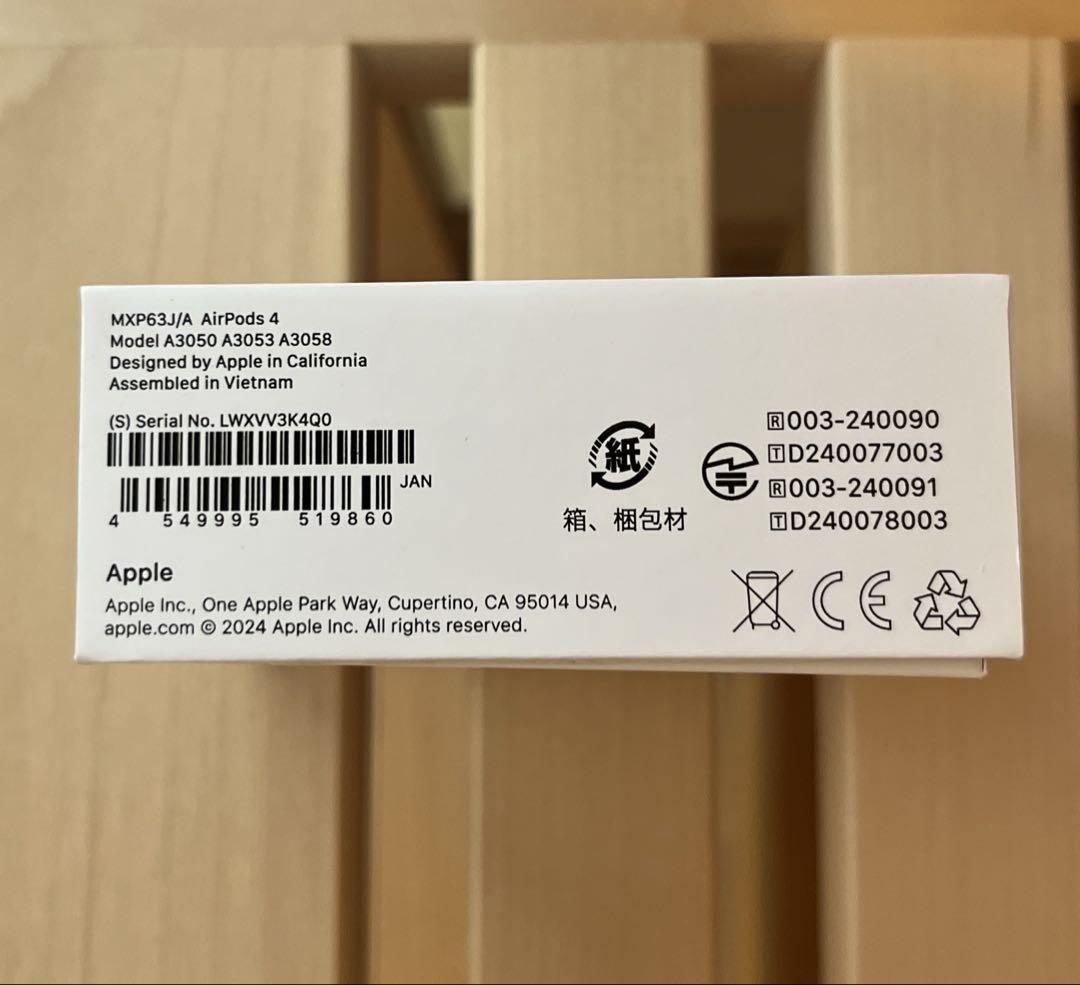 MXP63J/A AirPods 4
Model A3050 A3053 A3058
Designed by Apple in California
Assembled in Vietnam
(S) Serial No. LWXVV3K4Q0
JAN
4 549995 519860
紙
箱、梱包材
🅁003-240090
🅃D240077003
🅁003-240091
🅃D240078003
Apple
Apple Inc., One Apple Park Way, Cupertino, CA 95014 USA,
apple.com © 2024 Apple Inc. All rights reserved.
CE